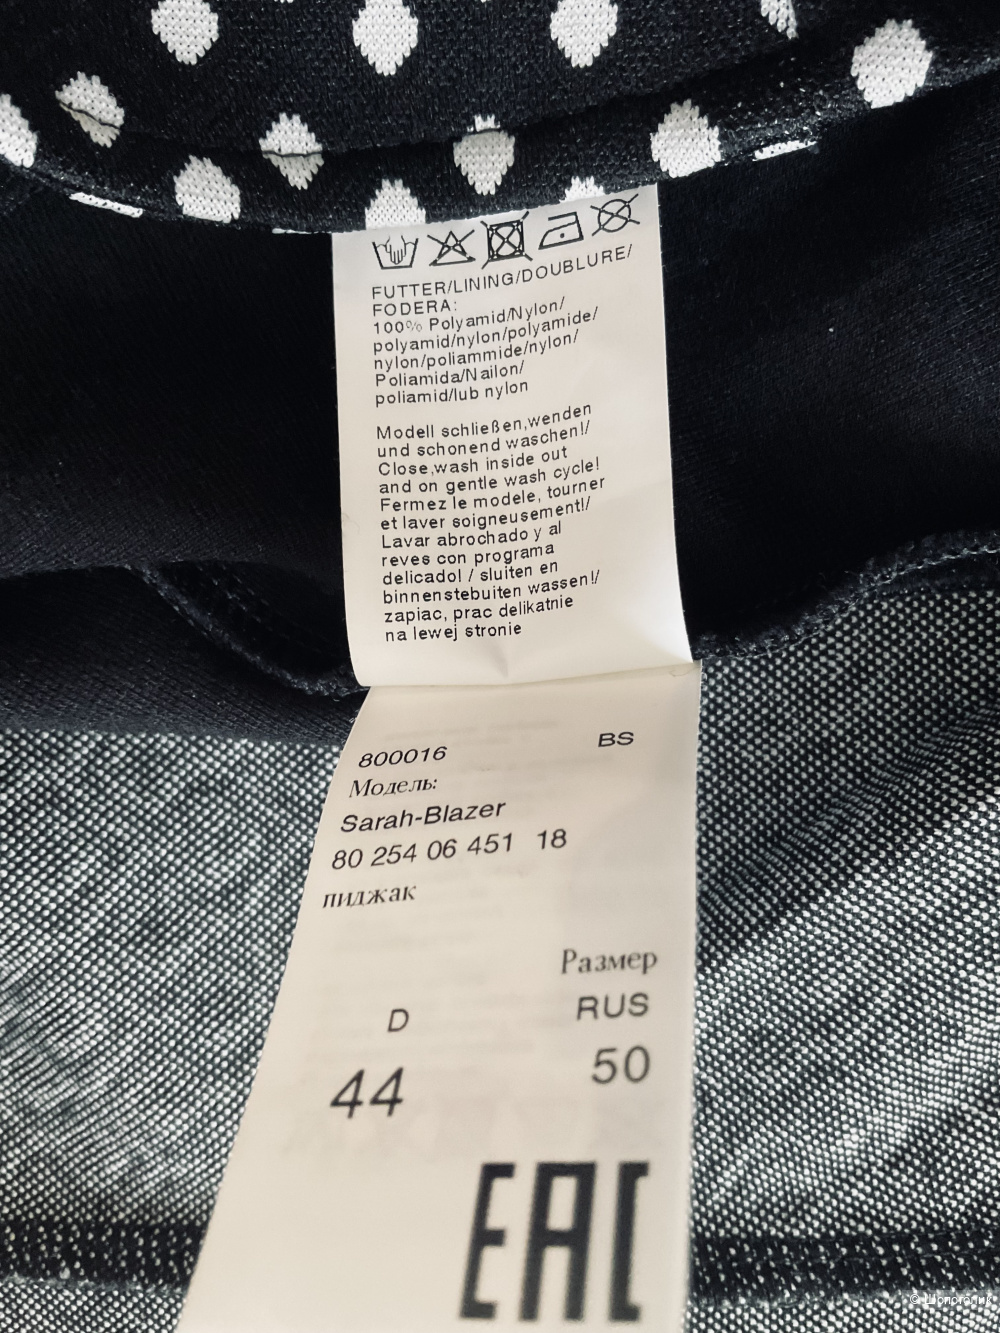 FUTTER/LINING/DOUBLURE/
FODERA:
100% Polyamid/Nylon/
polyamid/nylon/polyamide/
nylon/poliammide/nylon/
Poliamida/Nailon/
poliamid/lub nylon
Modell schließen,wenden
und schonend waschen!/
Close,wash inside out
and on gentle wash cycle!
Fermez le modele, tourner
et laver soigneusement!/
Lavar abrochado y al
reves con programa
delicado! / sluiten en
binnenstebuiten wassen!/
zapiac, prac delikatnie
na lewej stronie
800016 BS
Модель:
Sarah-Blazer
80 254 06 451 18
пиджак
Размер
D RUS
44 50
EAC
© Шопоголик